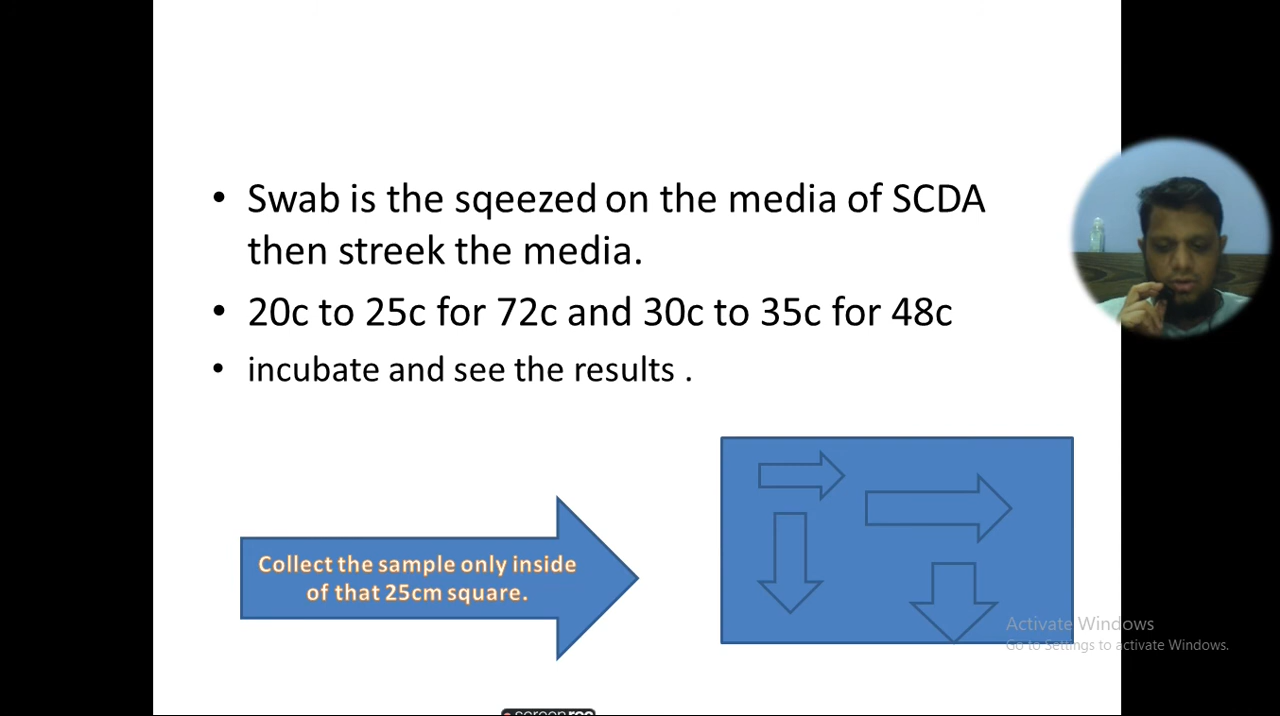 • Swab is the sqeezed on the media of SCDA
then streek the media.
• 20c to 25c for 72c and 30c to 35c for 48c
• incubate and see the results .
Collect the sample only inside
of that 25cm square.
Activate Windows
Go to Settings to activate Windows.